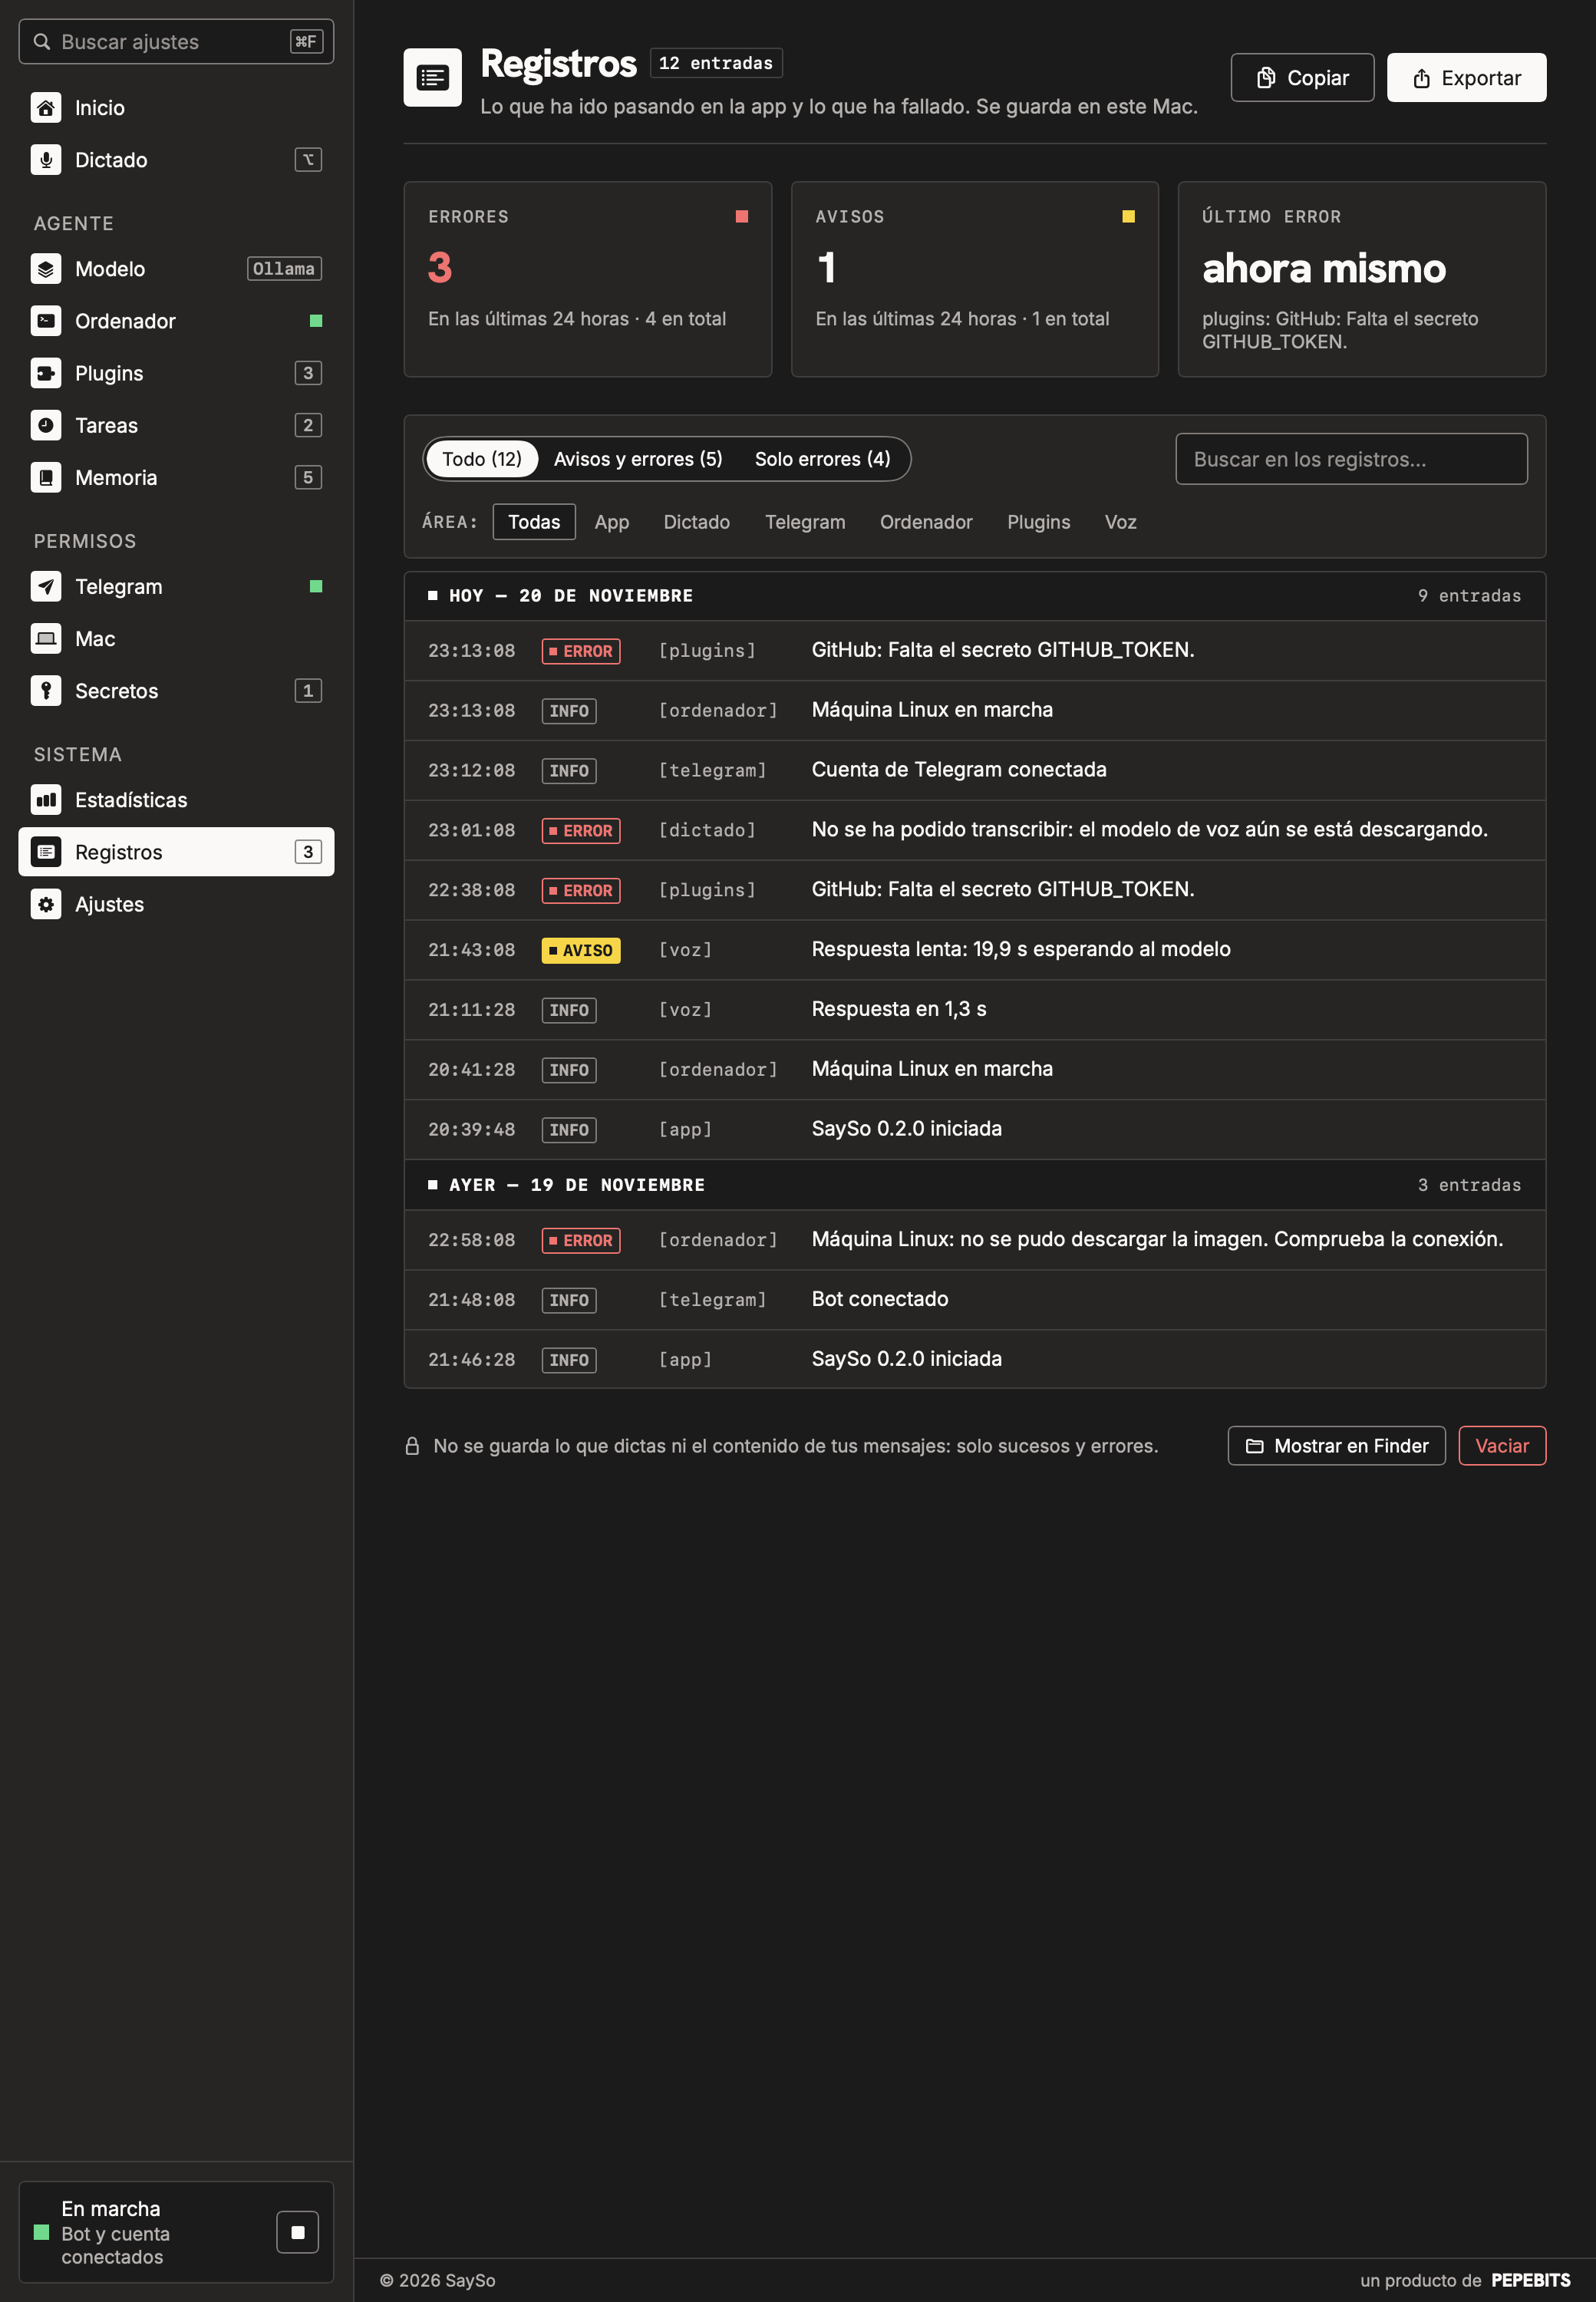 Buscar ajustes ⌘F
Inicio
Dictado ⌥
AGENTE
Modelo Ollama
Ordenador
Plugins 3
Tareas 2
Memoria 5
PERMISOS
Telegram
Mac
Secretos 1
SISTEMA
Estadísticas
Registros 3
Ajustes
En marcha
Bot y cuenta
conectados
Registros 12 entradas
Lo que ha ido pasando en la app y lo que ha fallado. Se guarda en este Mac.
Copiar
Exportar
ERRORES
3
En las últimas 24 horas · 4 en total
AVISOS
1
En las últimas 24 horas · 1 en total
ÚLTIMO ERROR
ahora mismo
plugins: GitHub: Falta el secreto
GITHUB_TOKEN.
Todo (12) Avisos y errores (5) Solo errores (4)
Buscar en los registros...
ÁREA: Todas App Dictado Telegram Ordenador Plugins Voz
HOY — 20 DE NOVIEMBRE 9 entradas
23:13:08 ERROR [plugins] GitHub: Falta el secreto GITHUB_TOKEN.
23:13:08 INFO [ordenador] Máquina Linux en marcha
23:12:08 INFO [telegram] Cuenta de Telegram conectada
23:01:08 ERROR [dictado] No se ha podido transcribir: el modelo de voz aún se está descargando.
22:38:08 ERROR [plugins] GitHub: Falta el secreto GITHUB_TOKEN.
21:43:08 AVISO [voz] Respuesta lenta: 19,9 s esperando al modelo
21:11:28 INFO [voz] Respuesta en 1,3 s
20:41:28 INFO [ordenador] Máquina Linux en marcha
20:39:48 INFO [app] SaySo 0.2.0 iniciada
AYER — 19 DE NOVIEMBRE 3 entradas
22:58:08 ERROR [ordenador] Máquina Linux: no se pudo descargar la imagen. Comprueba la conexión.
21:48:08 INFO [telegram] Bot conectado
21:46:28 INFO [app] SaySo 0.2.0 iniciada
No se guarda lo que dictas ni el contenido de tus mensajes: solo sucesos y errores.
Mostrar en Finder
Vaciar
© 2026 SaySo
un producto de PEPEBITS